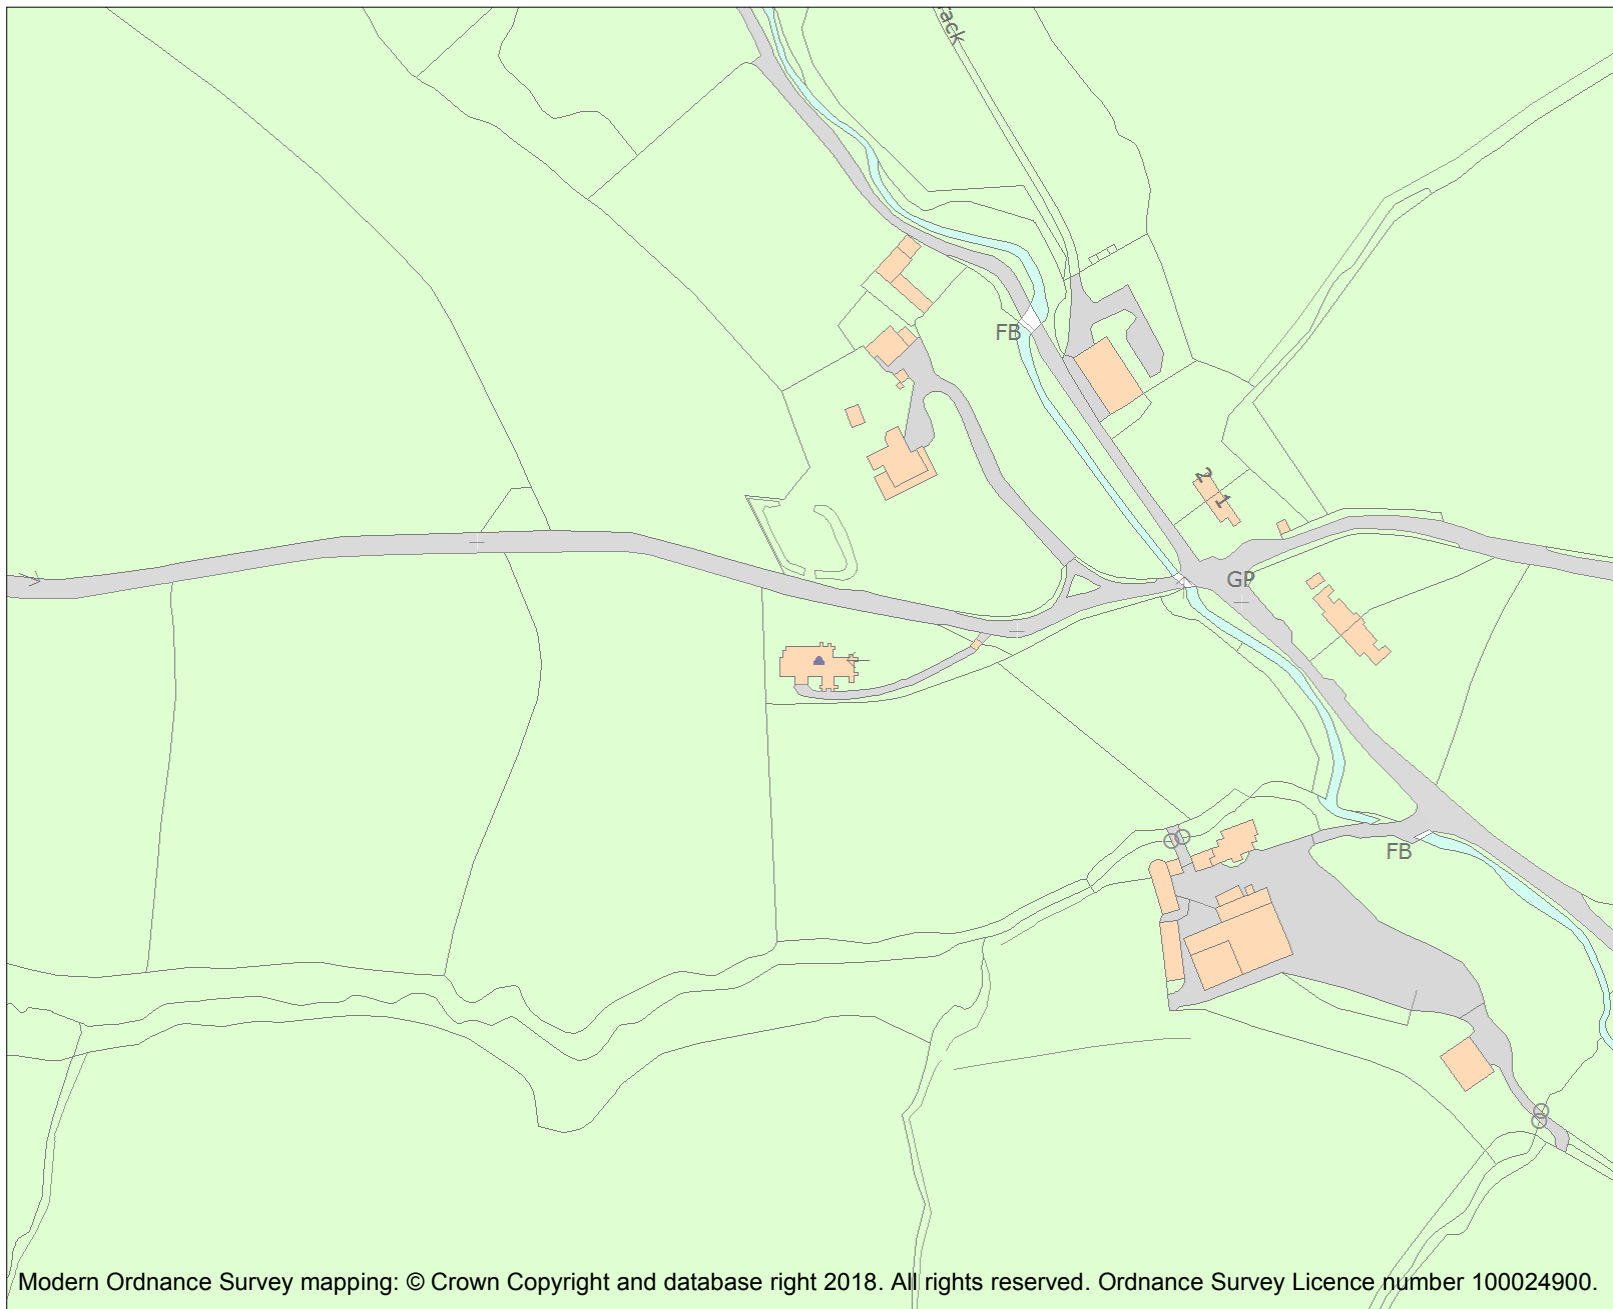 ack
FB
2
1
GP
FB
Modern Ordnance Survey mapping: © Crown Copyright and database right 2018. All rights reserved. Ordnance Survey Licence number 100024900.